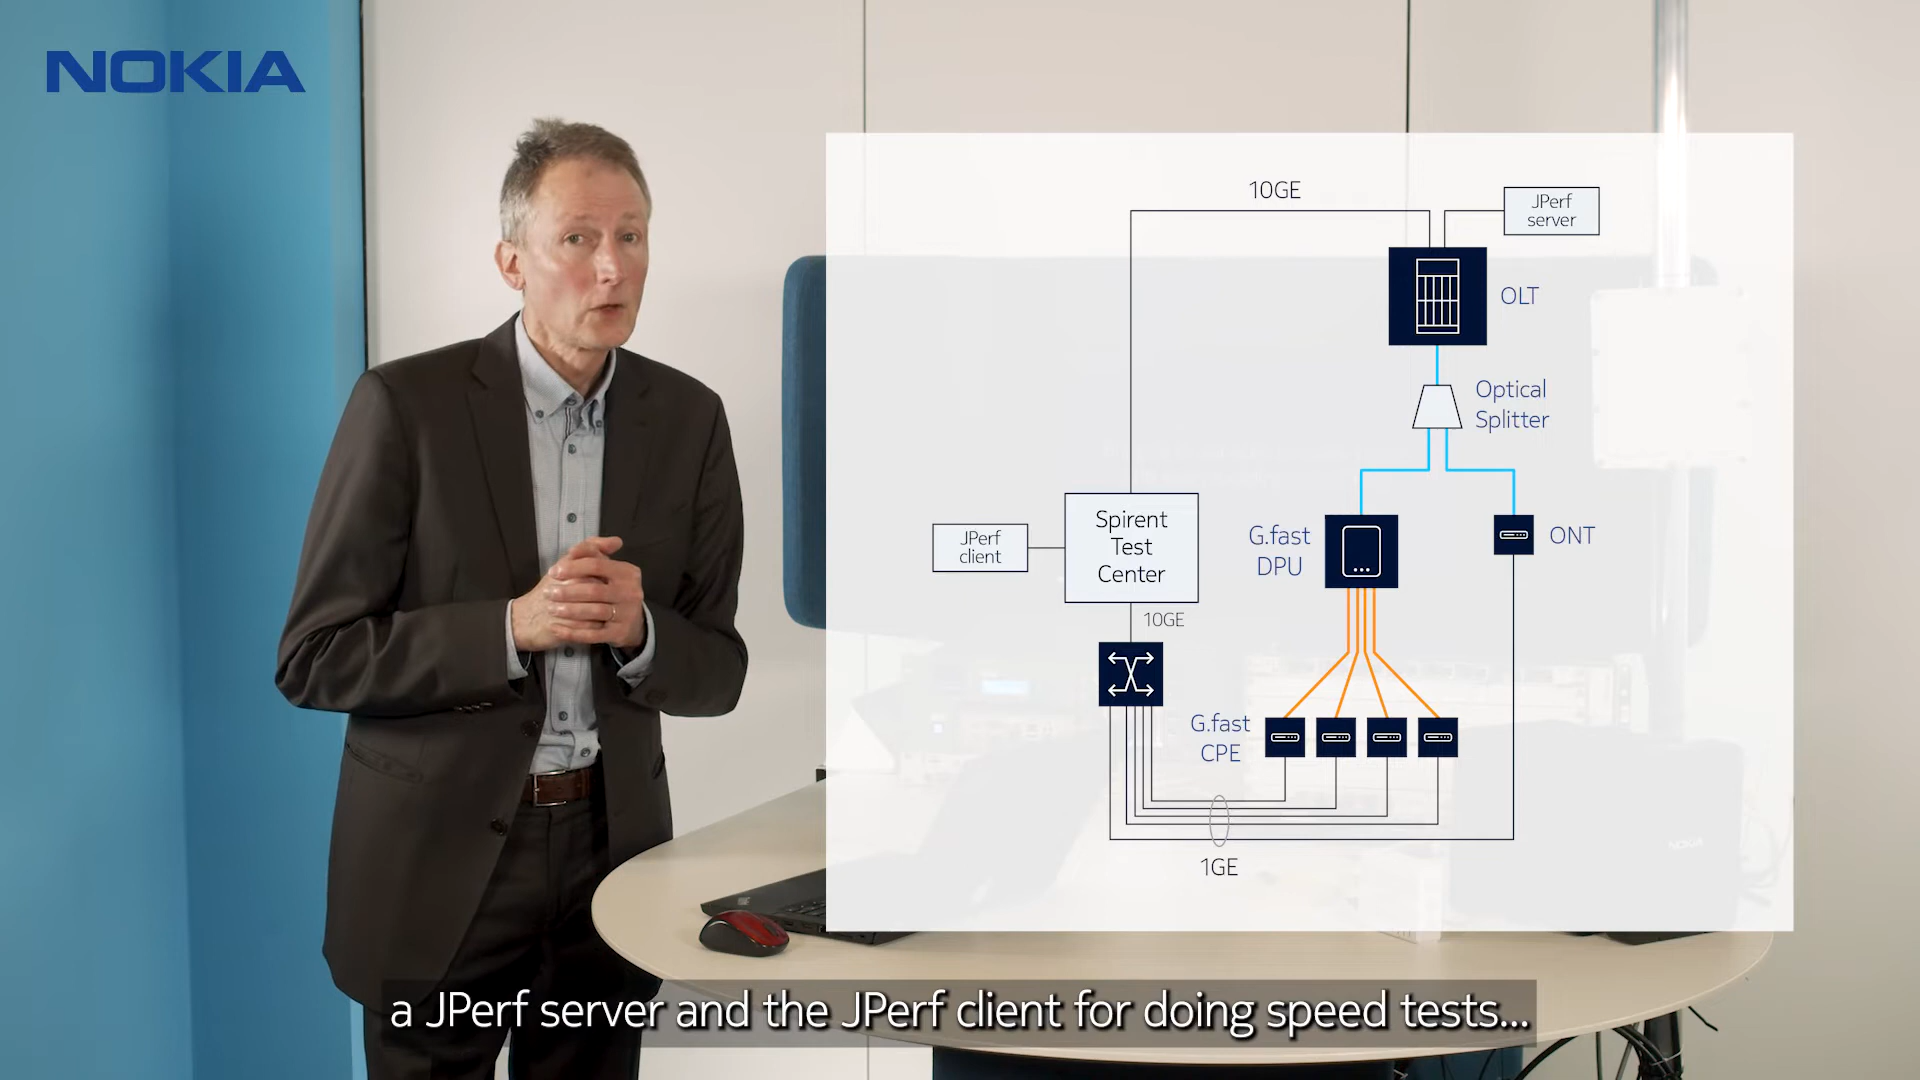 NOKIA
10GE
JPerf
server
OLT
Optical
Splitter
JPerf
client
Spirent
Test
Center
G.fast
DPU
ONT
10GE
G.fast
CPE
1GE
NOKIA
a JPerf server and the JPerf client for doing speed tests...